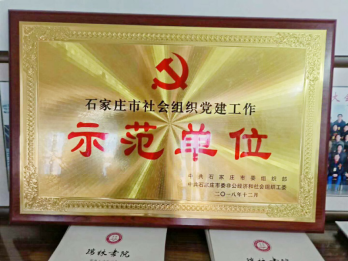 石家庄市社会组织党建工作
示范单位
中共石家庄市委组织部
中共石家庄市委非公经济和社会组织工委
二〇一八年十二月